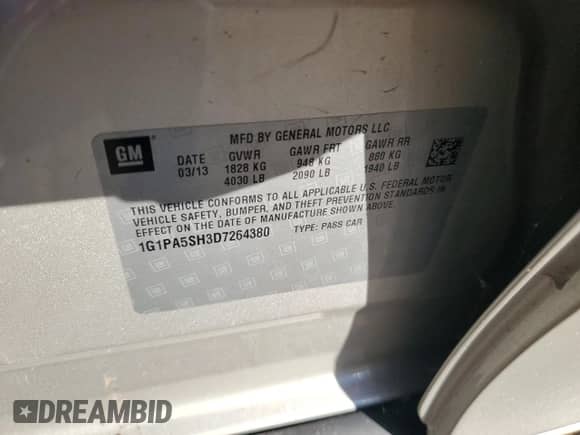 MFD BY GENERAL MOTORS LLC
GM
DATE GVWR GAWR FRT GAWR RR
03/13 1828 KG 948 KG 880 KG
4030 LB 2090 LB 1940 LB
THIS VEHICLE CONFORMS TO ALL APPLICABLE U.S. FEDERAL MOTOR
VEHICLE SAFETY, BUMPER, AND THEFT PREVENTION STANDARDS IN
EFFECT ON THE DATE OF MANUFACTURE SHOWN ABOVE.
1G1PA5SH3D7264380 TYPE: PASS CAR
DREAMBID